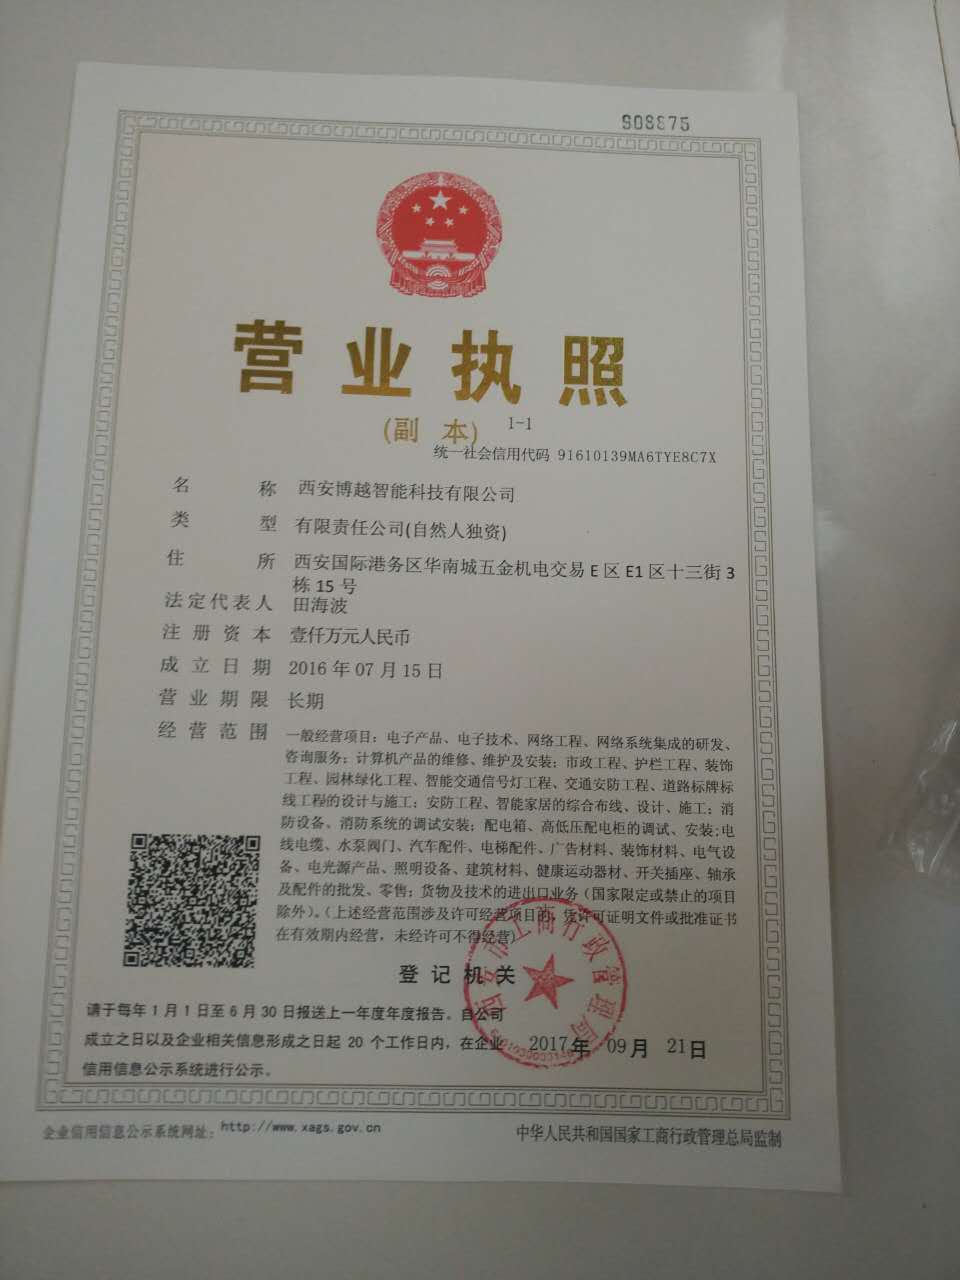 908875
营业执照
(副 本) 1-1
统一社会信用代码 91610139MA6TYE8C7X
名称 西安博越智能科技有限公司
类型 有限责任公司(自然人独资)
住所 西安国际港务区华南城五金机电交易E区E1区十三街3
栋15号
法定代表人 田海波
注册资本 壹仟万元人民币
成立日期 2016年07月15日
营业期限 长期
经营范围 一般经营项目：电子产品、电子技术、网络工程、网络系统集成的研发、
咨询服务；计算机产品的维修、维护及安装；市政工程、护栏工程、装饰
工程、园林绿化工程、智能交通信号灯工程、交通安防工程、道路标牌标
线工程的设计与施工；安防工程、智能家居的综合布线、设计、施工；消
防设备、消防系统的调试安装；配电箱、高低压配电柜的调试、安装;电
线电缆、水泵阀门、汽车配件、电梯配件、广告材料、装饰材料、电气设
备、电光源产品、照明设备、建筑材料、健康运动器材、开关插座、轴承
及配件的批发、零售；货物及技术的进出口业务（国家限定或禁止的项目
除外）。（上述经营范围涉及许可经营项目的，凭许可证明文件或批准证书
在有效期内经营，未经许可不得经营）
登记机关
西安市工商行政管理局
请于每年1月1日至6月30日报送上一年度年度报告。自公司
成立之日以及企业相关信息形成之日起 20 个工作日内，在企业
信用信息公示系统进行公示。
2017年 09月 21日
企业信用信息公示系统网址：http://www.xags.gov.cn
中华人民共和国国家工商行政管理总局监制